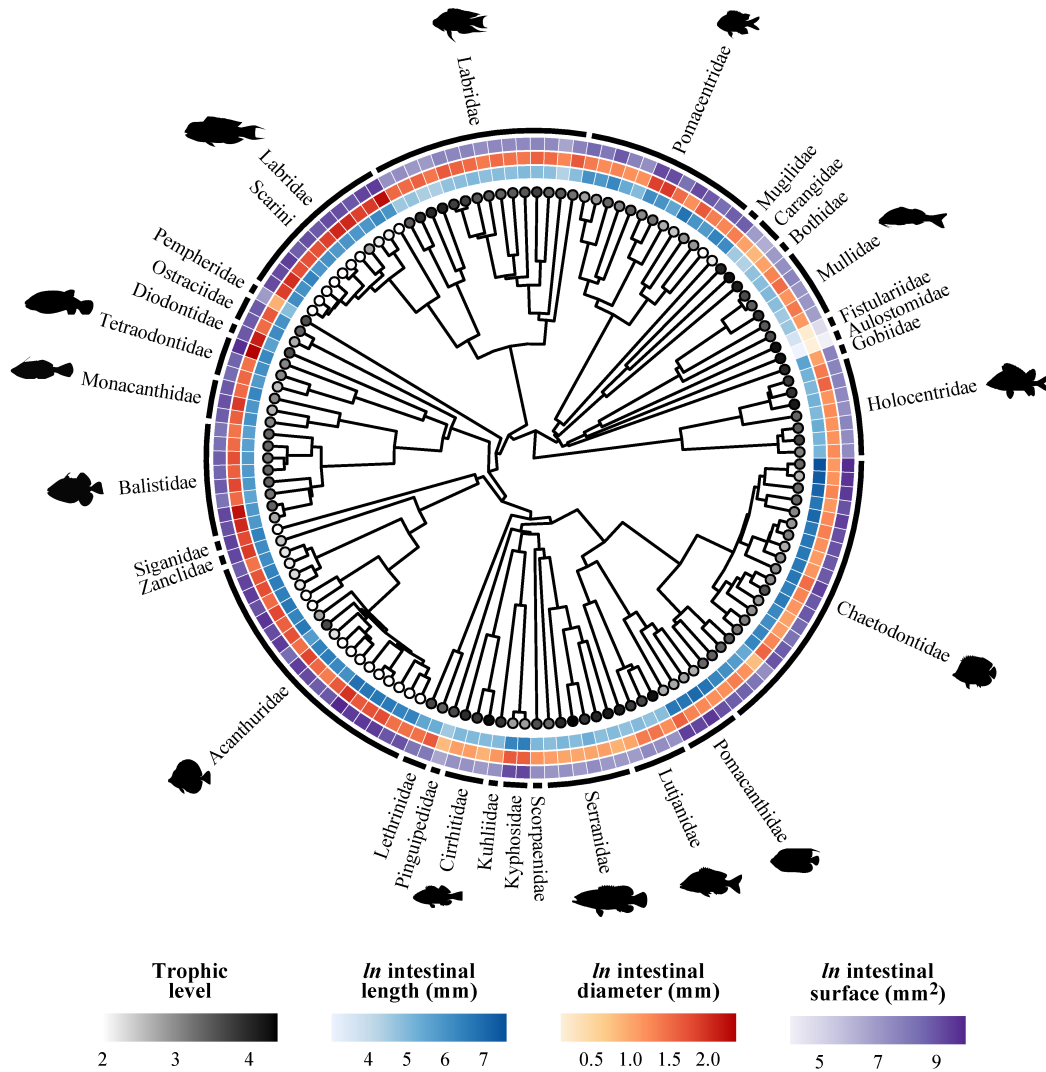 Labridae
Pomacentridae
Mugilidae
Carangidae
Bothidae
Mullidae
Fistulariidae
Aulostomidae
Gobiidae
Holocentridae
Chaetodontidae
Pomacanthidae
Lutjanidae
Serranidae
Scorpaenidae
Kyphosidae
Kuhliidae
Cirrhitidae
Pinguipedidae
Lethrinidae
Acanthuridae
Zanclidae
Siganidae
Balistidae
Monacanthidae
Tetraodontidae
Diodontidae
Ostraciidae
Pempheridae
Labridae
Scarini
Trophic
level
2 3 4
ln intestinal
length (mm)
4 5 6 7
ln intestinal
diameter (mm)
0.5 1.0 1.5 2.0
ln intestinal
surface (mm²)
5 7 9